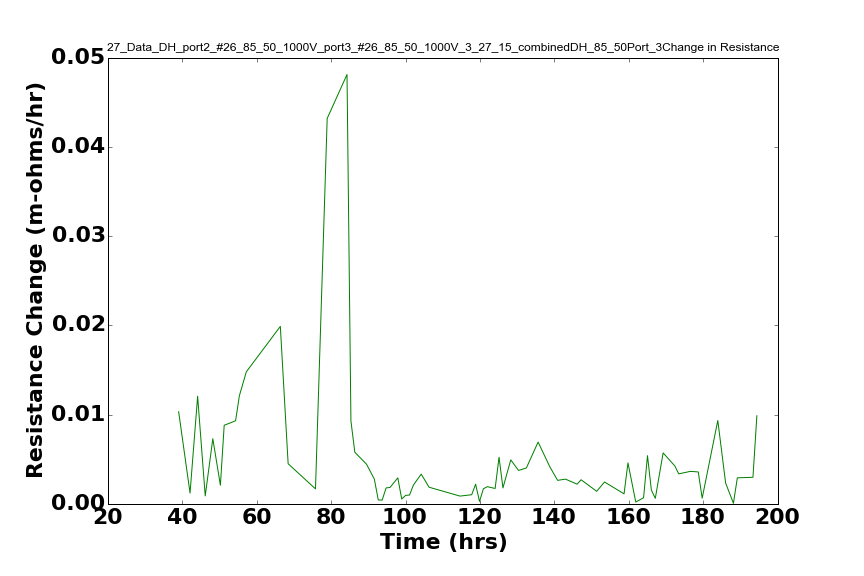 27_Data_DH_port2_#26_85_50_1000V_port3_#26_85_50_1000V_3_27_15_combinedDH_85_50Port_3Change in Resistance
0.05
0.04
0.03
0.02
0.01
0.00
Resistance Change (m-ohms/hr)
20 40 60 80 100 120 140 160 180 200
Time (hrs)